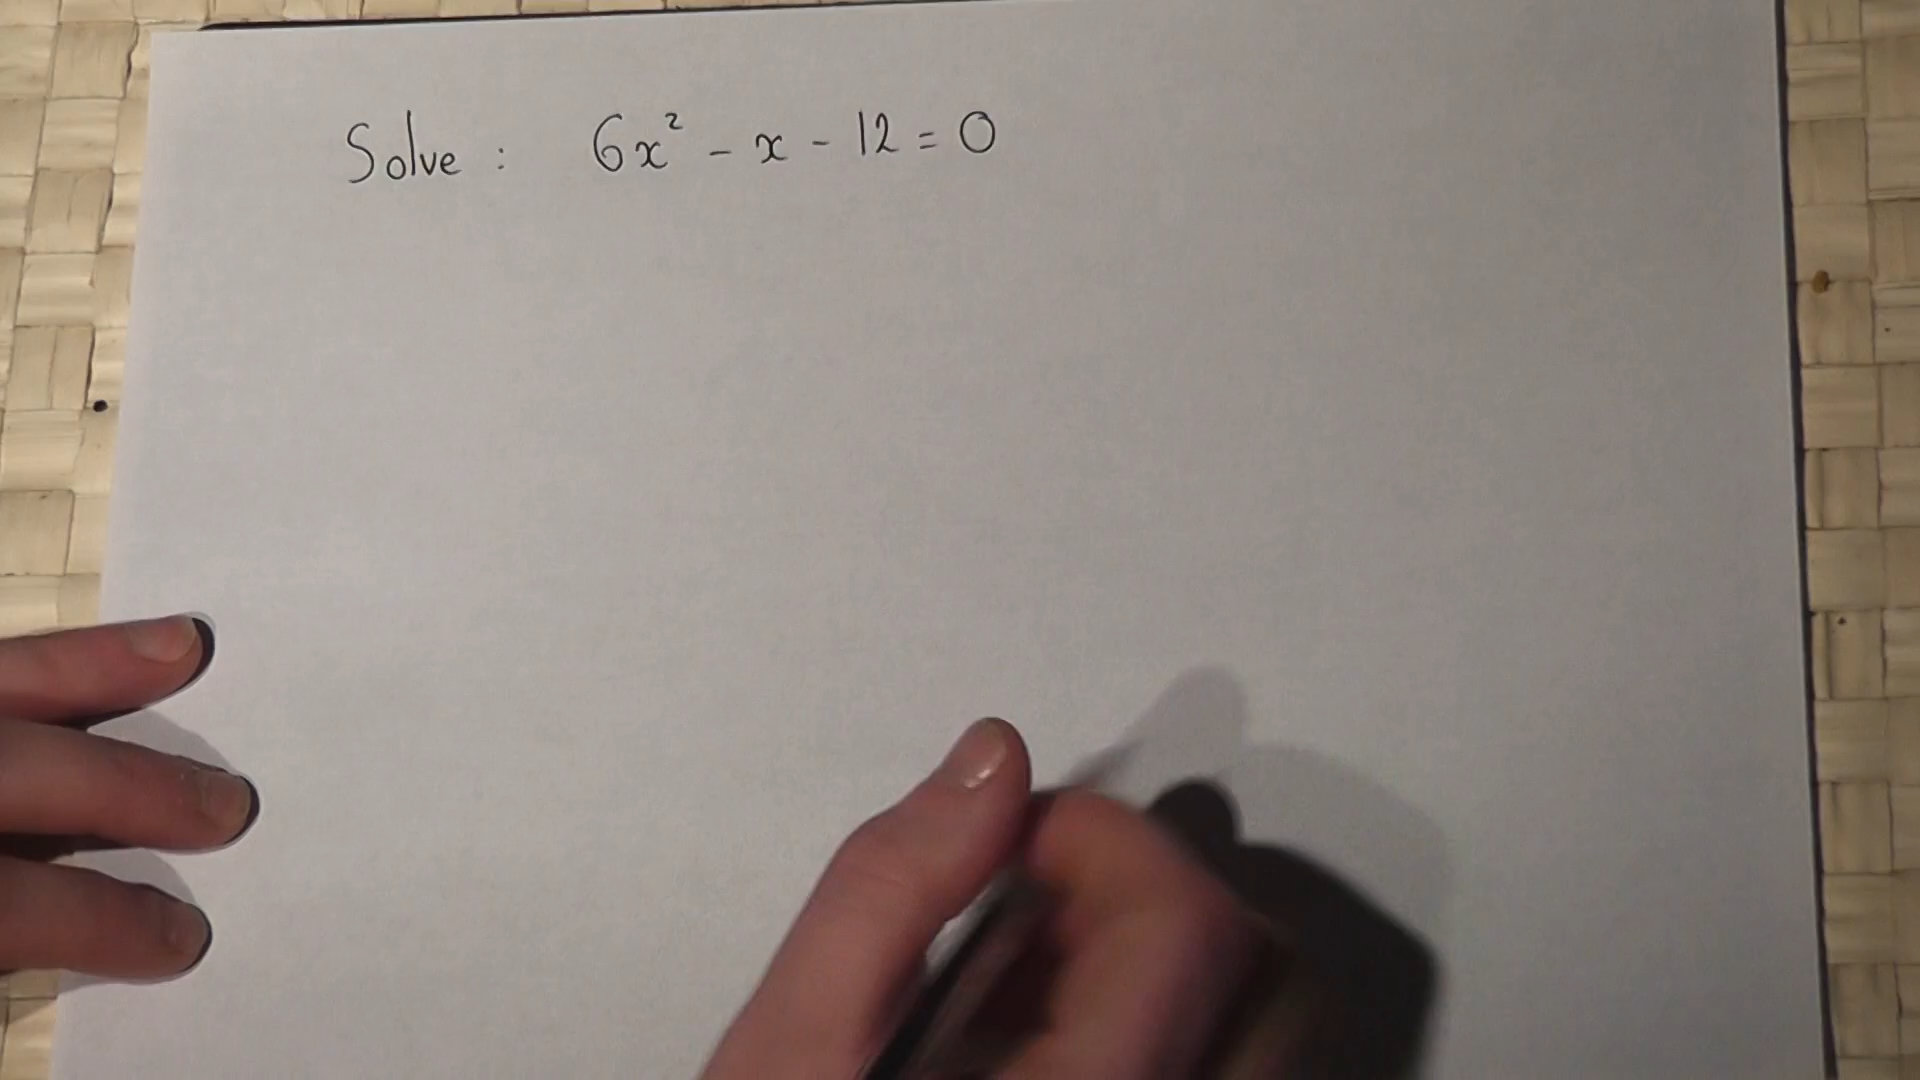 Solve : 6x² - x - 12 = 0